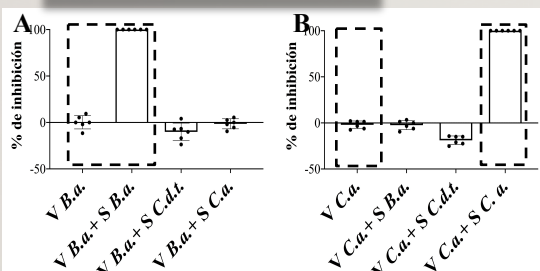 A
B
% de inhibición
100
50
0
-50
V B.a.
V B.a.+ S B.a.
V B.a.+ S C.d.t.
V B.a.+ S C.a.
% de inhibición
100
50
0
-50
V C.a.
V C.a.+ S B.a.
V C.a.+ S C.d.t.
V C.a.+ S C. a.